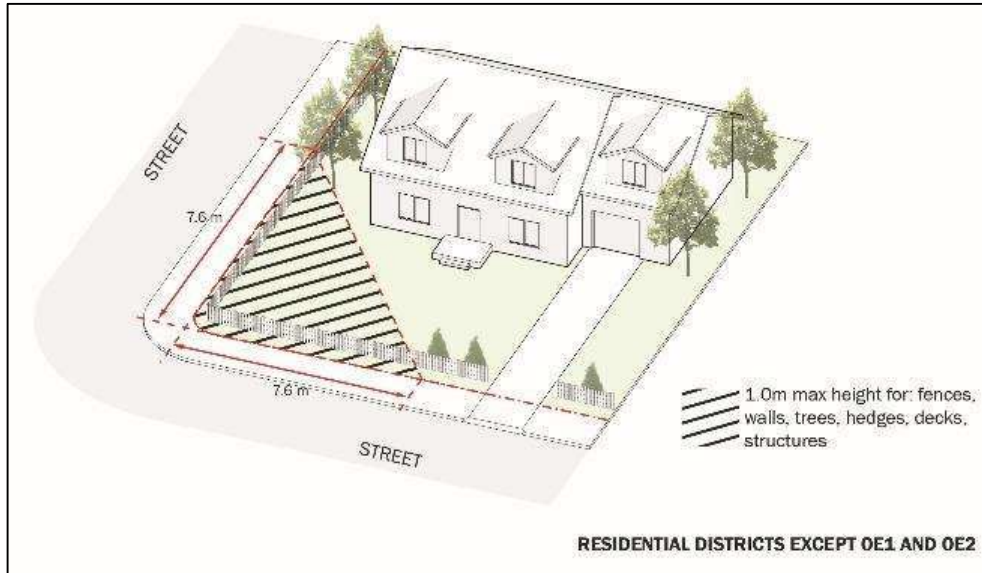 STREET
7.6 m
7.6 m
STREET
1.0m max height for: fences,
walls, trees, hedges, decks,
structures
RESIDENTIAL DISTRICTS EXCEPT OE1 AND OE2